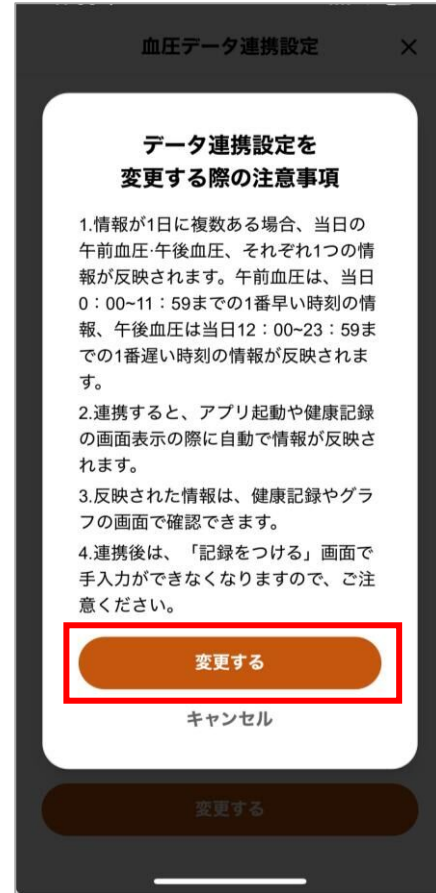 血圧データ連携設定 ×
データ連携設定を
変更する際の注意事項
1.情報が1日に複数ある場合、当日の
午前血圧·午後血圧、それぞれ1つの情
報が反映されます。午前血圧は、当日
0：00~11：59までの1番早い時刻の情
報、午後血圧は当日12：00~23：59ま
での1番遅い時刻の情報が反映されま
す。
2.連携すると、アプリ起動や健康記録
の画面表示の際に自動で情報が反映さ
れます。
3.反映された情報は、健康記録やグラ
フの画面で確認できます。
4.連携後は、「記録をつける」画面で
手入力ができなくなりますので、ご注
意ください。
変更する
キャンセル
変更する